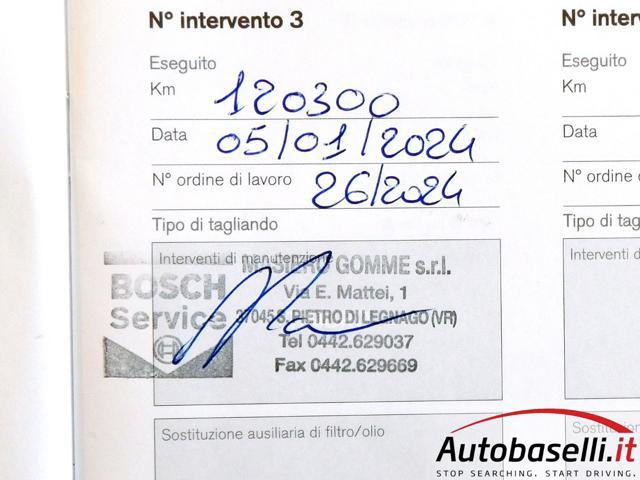 N° intervento 3
Eseguito
Km 120300
Data 05/01/2024
N° ordine di lavoro 26/2024
Tipo di tagliando
Interventi di manutenzione
GOMME s.r.l.
BOSCH
Service
Via E. Mattei, 1
37045 S. PIETRO DI LEGNAGO (VR)
Tel 0442.629037
Fax 0442.629669
Sostituzione ausiliaria di filtro/olio
N° inter
Eseguito
Km
Data
N° ordine
Tipo di tag
Interventi d
Autobaselli.it
STOP SEARCHING. START DRIVING.